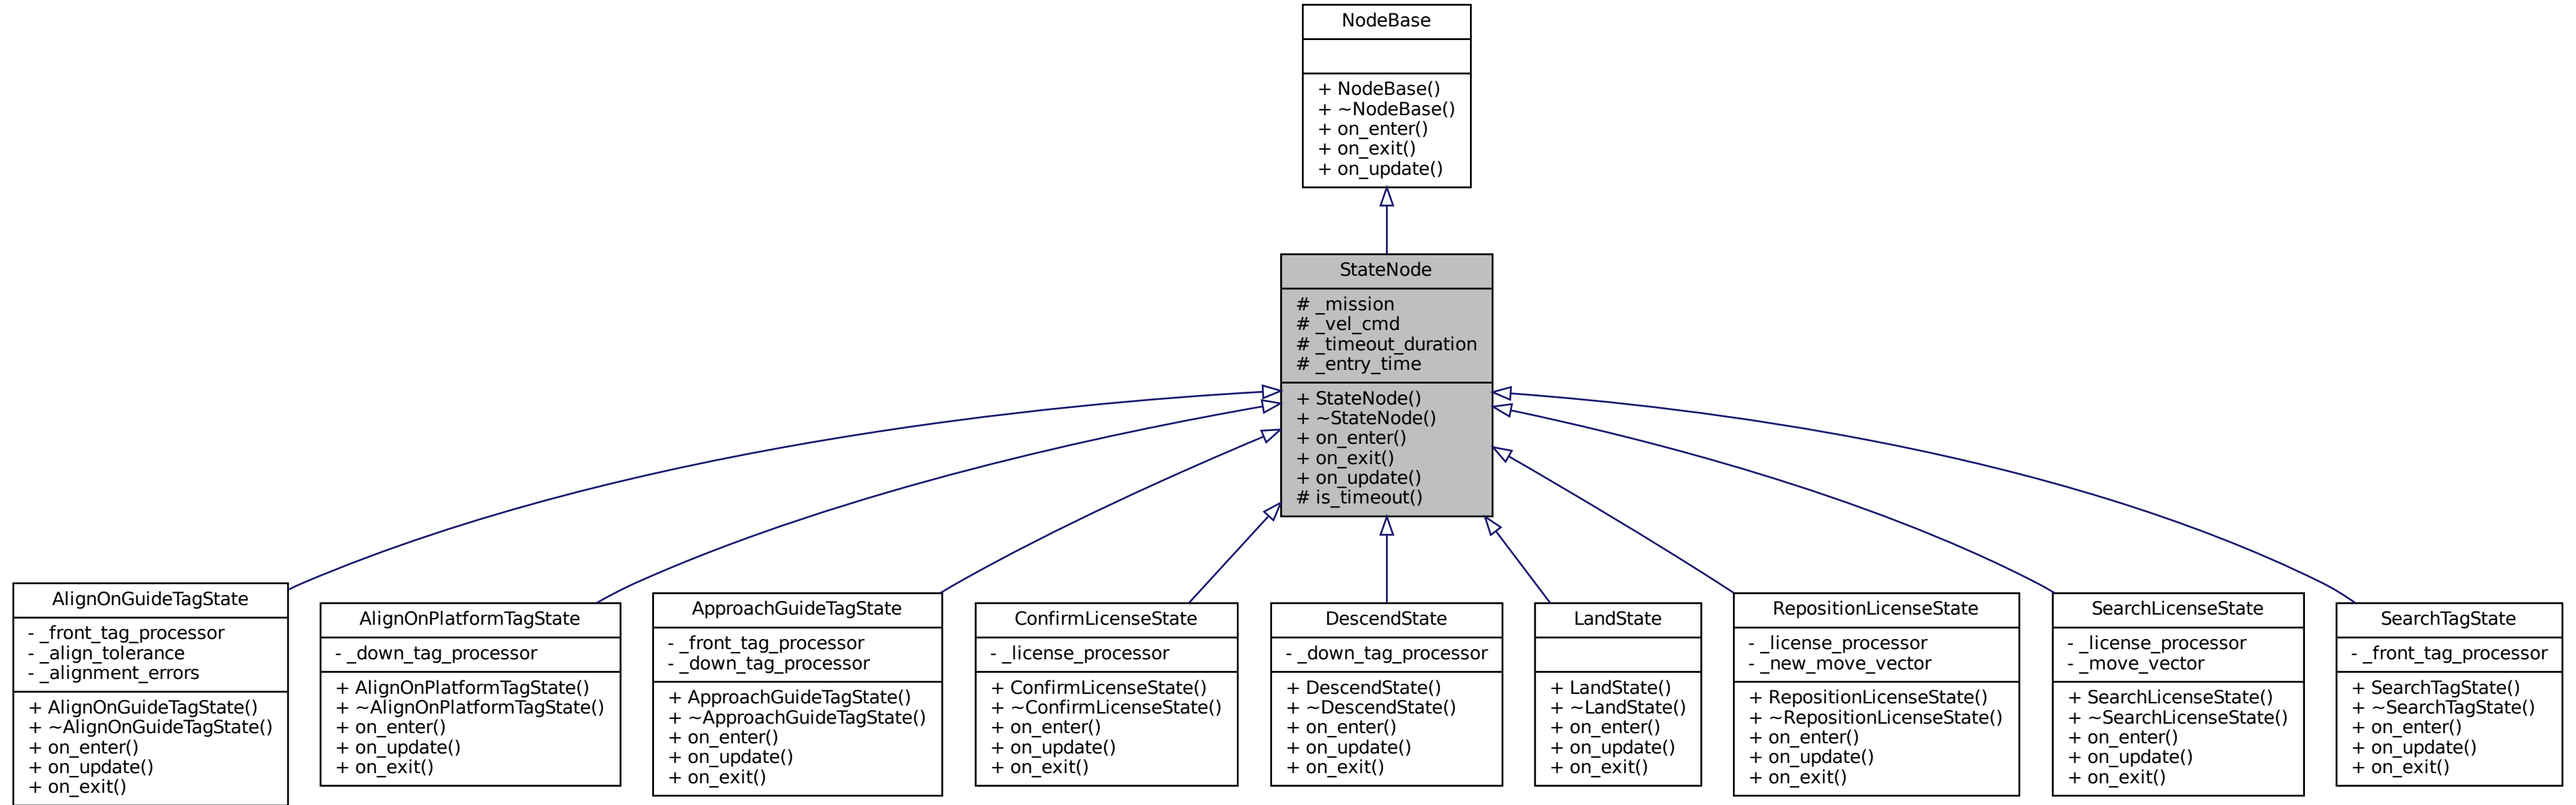 NodeBase
+ NodeBase()
+ ~NodeBase()
+ on_enter()
+ on_exit()
+ on_update()
StateNode
# _mission
# _vel_cmd
# _timeout_duration
# _entry_time
+ StateNode()
+ ~StateNode()
+ on_enter()
+ on_exit()
+ on_update()
# is_timeout()
AlignOnGuideTagState
- _front_tag_processor
- _align_tolerance
- _alignment_errors
+ AlignOnGuideTagState()
+ ~AlignOnGuideTagState()
+ on_enter()
+ on_update()
+ on_exit()
AlignOnPlatformTagState
- _down_tag_processor
+ AlignOnPlatformTagState()
+ ~AlignOnPlatformTagState()
+ on_enter()
+ on_update()
+ on_exit()
ApproachGuideTagState
- _front_tag_processor
- _down_tag_processor
+ ApproachGuideTagState()
+ ~ApproachGuideTagState()
+ on_enter()
+ on_update()
+ on_exit()
ConfirmLicenseState
- _license_processor
+ ConfirmLicenseState()
+ ~ConfirmLicenseState()
+ on_enter()
+ on_update()
+ on_exit()
DescendState
- _down_tag_processor
+ DescendState()
+ ~DescendState()
+ on_enter()
+ on_update()
+ on_exit()
LandState
+ LandState()
+ ~LandState()
+ on_enter()
+ on_update()
+ on_exit()
RepositionLicenseState
- _license_processor
- _new_move_vector
+ RepositionLicenseState()
+ ~RepositionLicenseState()
+ on_enter()
+ on_update()
+ on_exit()
SearchLicenseState
- _license_processor
- _move_vector
+ SearchLicenseState()
+ ~SearchLicenseState()
+ on_enter()
+ on_update()
+ on_exit()
SearchTagState
- _front_tag_processor
+ SearchTagState()
+ ~SearchTagState()
+ on_enter()
+ on_update()
+ on_exit()